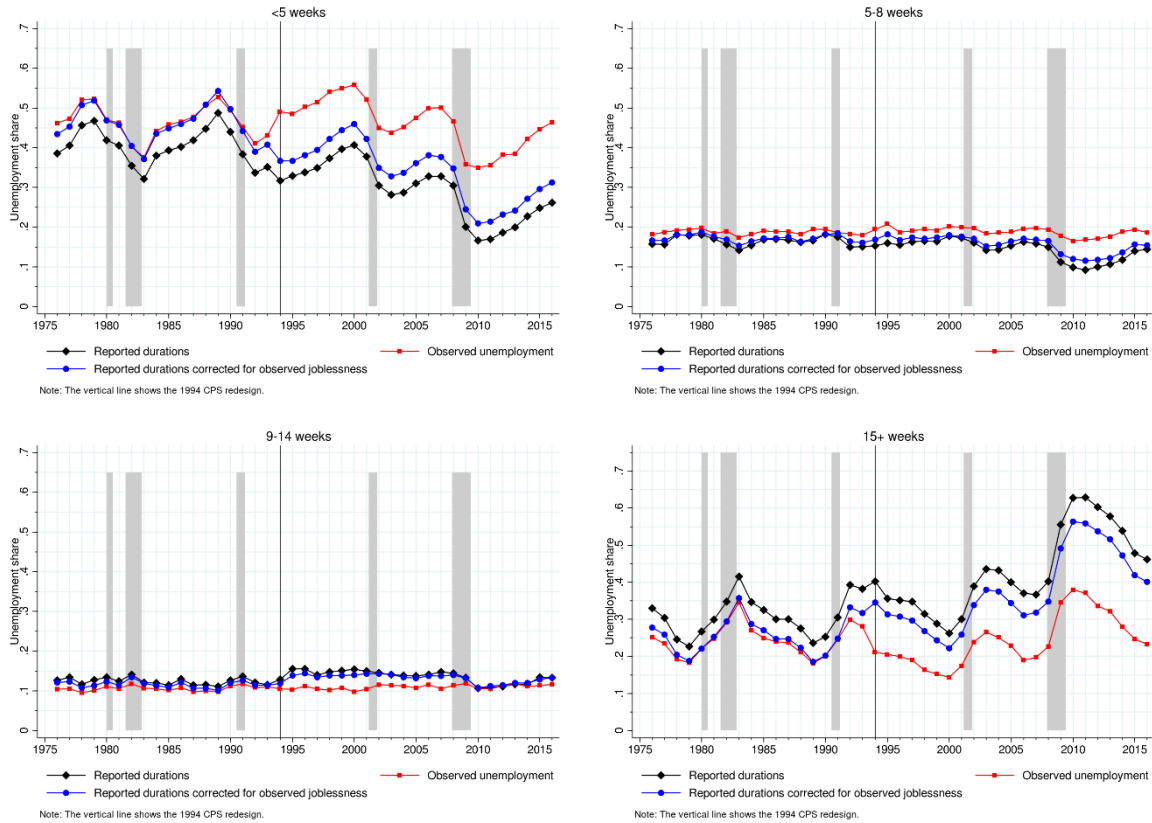 <5 weeks
Unemployment share
0 .1 .2 .3 .4 .5 .6 .7
1975 1980 1985 1990 1995 2000 2005 2010 2015
Reported durations
Observed unemployment
Reported durations corrected for observed joblessness
Note: The vertical line shows the 1994 CPS redesign.
5-8 weeks
Unemployment share
0 .1 .2 .3 .4 .5 .6 .7
1975 1980 1985 1990 1995 2000 2005 2010 2015
Reported durations
Observed unemployment
Reported durations corrected for observed joblessness
Note: The vertical line shows the 1994 CPS redesign.
9-14 weeks
Unemployment share
0 .1 .2 .3 .4 .5 .6 .7
1975 1980 1985 1990 1995 2000 2005 2010 2015
Reported durations
Observed unemployment
Reported durations corrected for observed joblessness
Note: The vertical line shows the 1994 CPS redesign.
15+ weeks
Unemployment share
0 .1 .2 .3 .4 .5 .6 .7
1975 1980 1985 1990 1995 2000 2005 2010 2015
Reported durations
Observed unemployment
Reported durations corrected for observed joblessness
Note: The vertical line shows the 1994 CPS redesign.